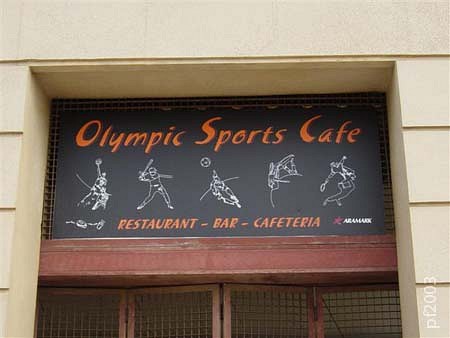 Olympic Sports Cafe
RESTAURANT - BAR - CAFETERIA
ARAMARK
pf2003